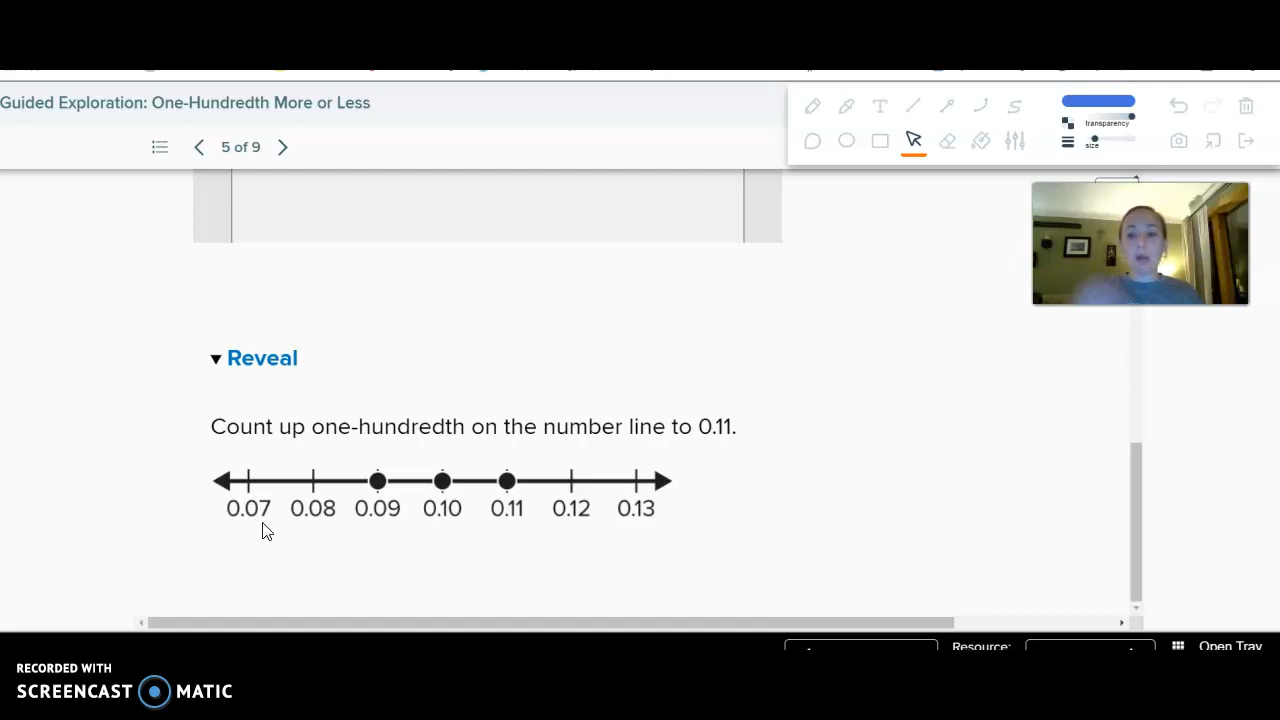 Guided Exploration: One-Hundredth More or Less
transparency
size
5 of 9
Reveal
Count up one-hundredth on the number line to 0.11.
0.07 0.08 0.09 0.10 0.11 0.12 0.13
Resource:
Open Tray
RECORDED WITH
SCREENCAST MATIC